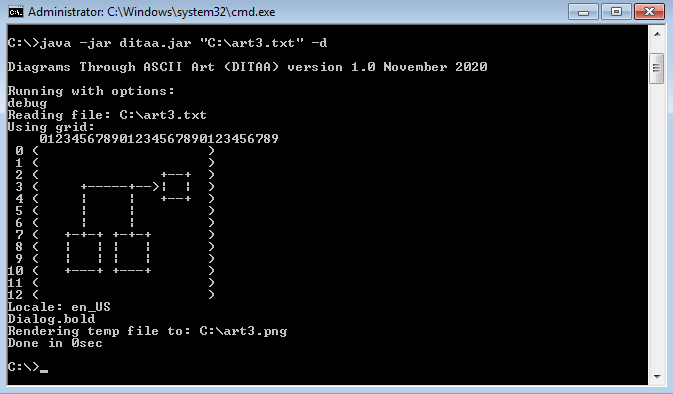 Administrator: C:\Windows\system32\cmd.exe
C:\>java -jar ditaa.jar "C:\art3.txt" -d
Diagrams Through ASCII Art (DITAA) version 1.0 November 2020
Running with options:
debug
Reading file: C:\art3.txt
Using grid:
    012345678901234567890123456789
 0 (                     )
 1 (                     )
 2 (               +--+  )
 3 (     +-----+-->¦  ¦  )
 4 (     ¦     ¦   +--+  )
 5 (     ¦     ¦         )
 6 (     ¦     ¦         )
 7 (   +-+-+ +-+-+       )
 8 (   ¦   ¦ ¦   ¦       )
 9 (   ¦   ¦ ¦   ¦       )
10 (   +---+ +---+       )
11 (                     )
12 (                     )
Locale: en_US
Dialog.bold
Rendering temp file to: C:\art3.png
Done in 0sec
C:\>_